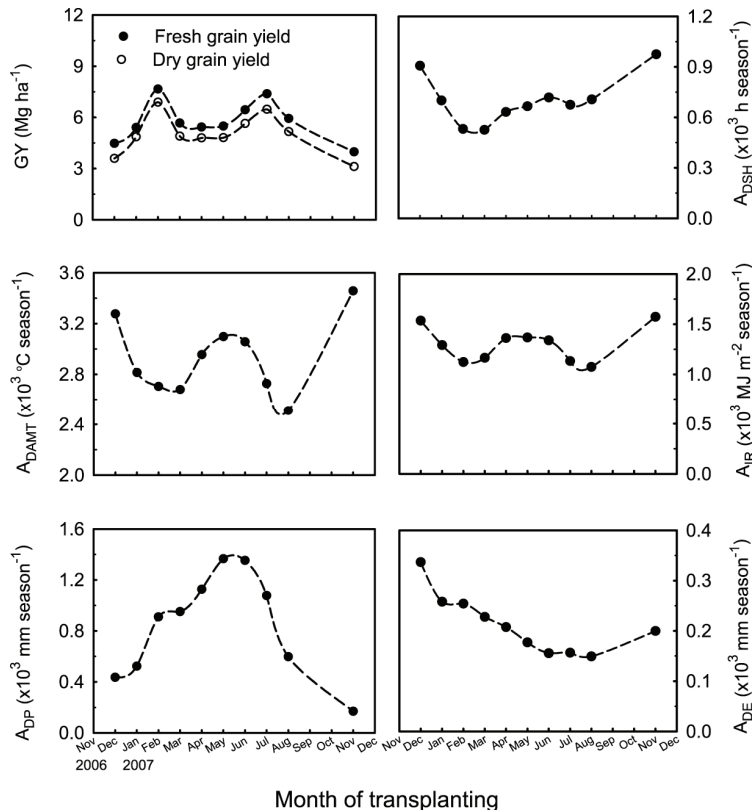 12
9
6
3
0
GY (Mg ha⁻¹)
Fresh grain yield
Dry grain yield
1.2
0.9
0.6
0.3
0.0
A_DSH (x10³ h season⁻¹)
3.6
3.2
2.8
2.4
2.0
A_DAMT (x10³ °C season⁻¹)
2.0
1.5
1.0
0.5
0.0
A_IR (x10³ MJ m⁻² season⁻¹)
1.6
1.2
0.8
0.4
0.0
A_DP (x10³ mm season⁻¹)
0.4
0.3
0.2
0.1
0.0
A_DE (x10³ mm season⁻¹)
Nov Dec Jan Feb Mar Apr May Jun Jul Aug Sep Oct Nov Dec
2006 2007
Nov Dec Jan Feb Mar Apr May Jun Jul Aug Sep Oct Nov Dec
Month of transplanting